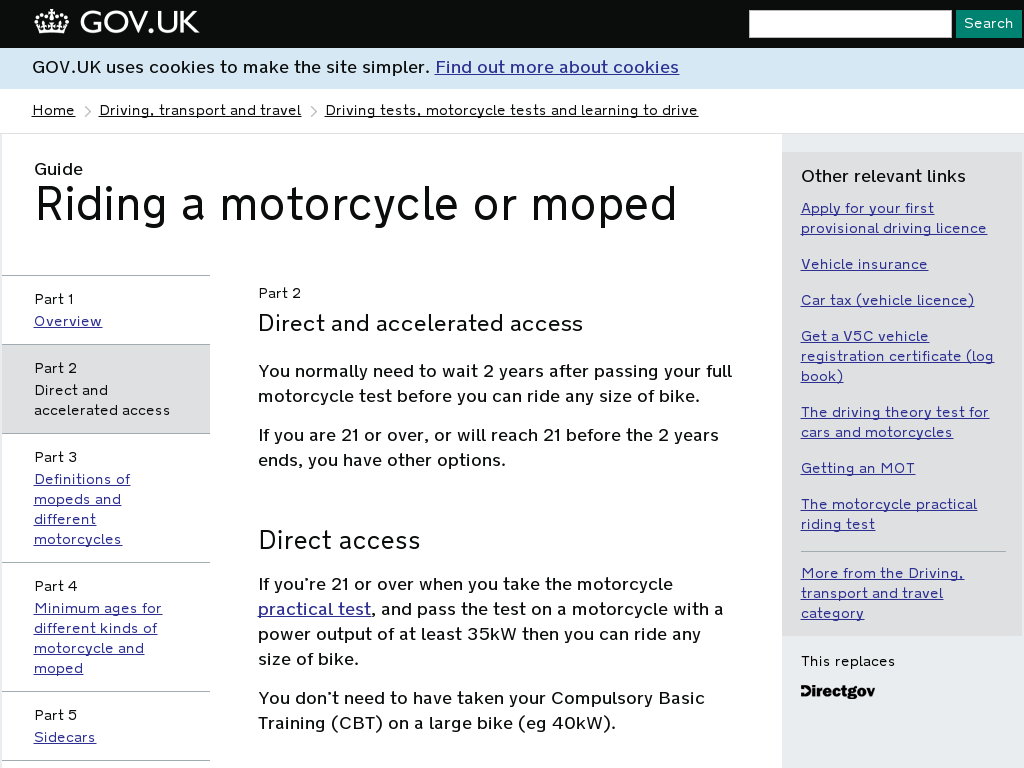 GOV.UK
Search
GOV.UK uses cookies to make the site simpler. Find out more about cookies
Home
Driving, transport and travel
Driving tests, motorcycle tests and learning to drive
Guide
Riding a motorcycle or moped
Part 1
Overview
Part 2
Direct and
accelerated access
Part 3
Definitions of
mopeds and
different
motorcycles
Part 4
Minimum ages for
different kinds of
motorcycle and
moped
Part 5
Sidecars
Part 2
Direct and accelerated access
You normally need to wait 2 years after passing your full
motorcycle test before you can ride any size of bike.
If you are 21 or over, or will reach 21 before the 2 years
ends, you have other options.
Direct access
If you’re 21 or over when you take the motorcycle
practical test, and pass the test on a motorcycle with a
power output of at least 35kW then you can ride any
size of bike.
You don’t need to have taken your Compulsory Basic
Training (CBT) on a large bike (eg 40kW).
Other relevant links
Apply for your first
provisional driving licence
Vehicle insurance
Car tax (vehicle licence)
Get a V5C vehicle
registration certificate (log
book)
The driving theory test for
cars and motorcycles
Getting an MOT
The motorcycle practical
riding test
More from the Driving,
transport and travel
category
This replaces
Directgov